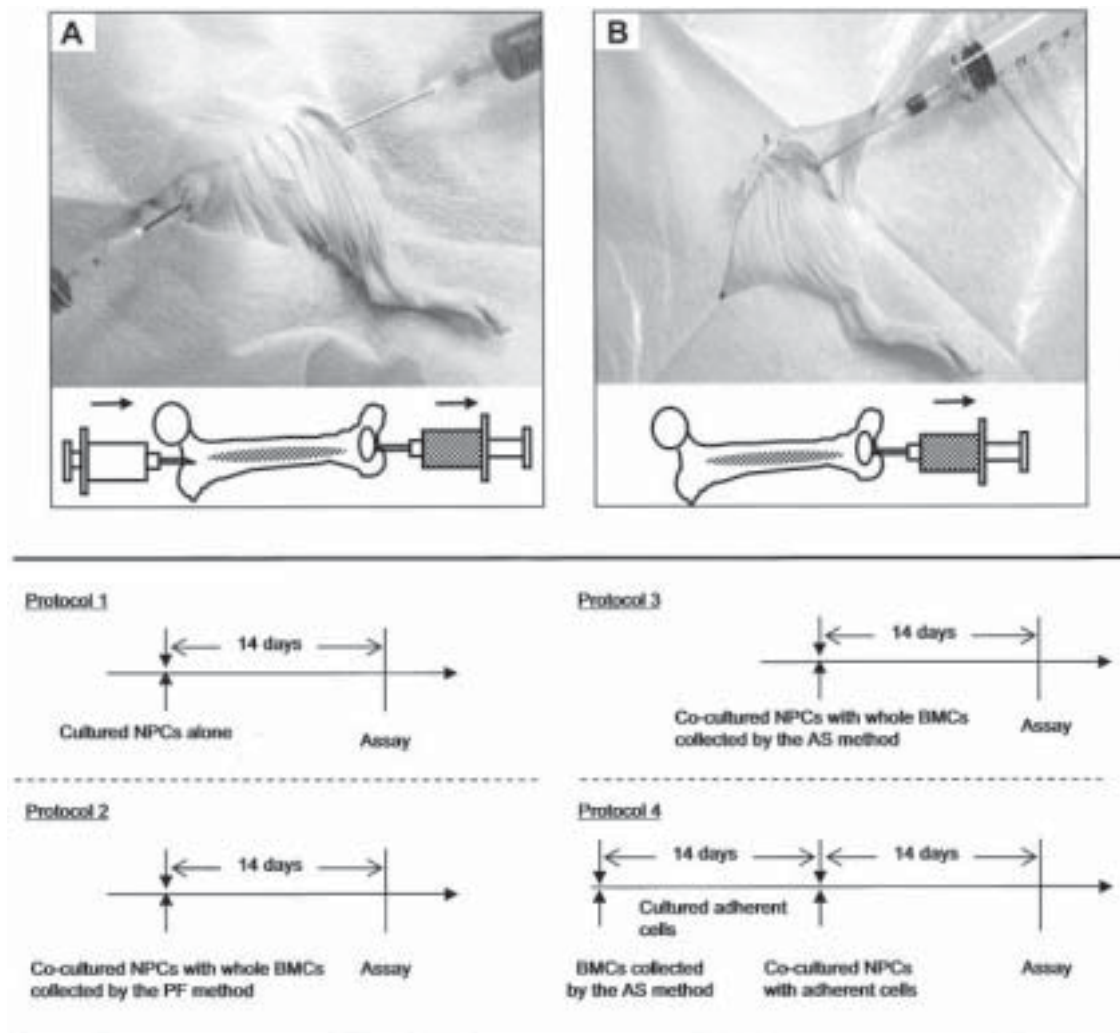 A
B
Protocol 1
14 days
Cultured NPCs alone
Assay
Protocol 2
14 days
Co-cultured NPCs with whole BMCs
collected by the PF method
Assay
Protocol 3
14 days
Co-cultured NPCs with whole BMCs
collected by the AS method
Assay
Protocol 4
14 days
14 days
Cultured adherent
cells
BMCs collected
by the AS method
Co-cultured NPCs
with adherent cells
Assay